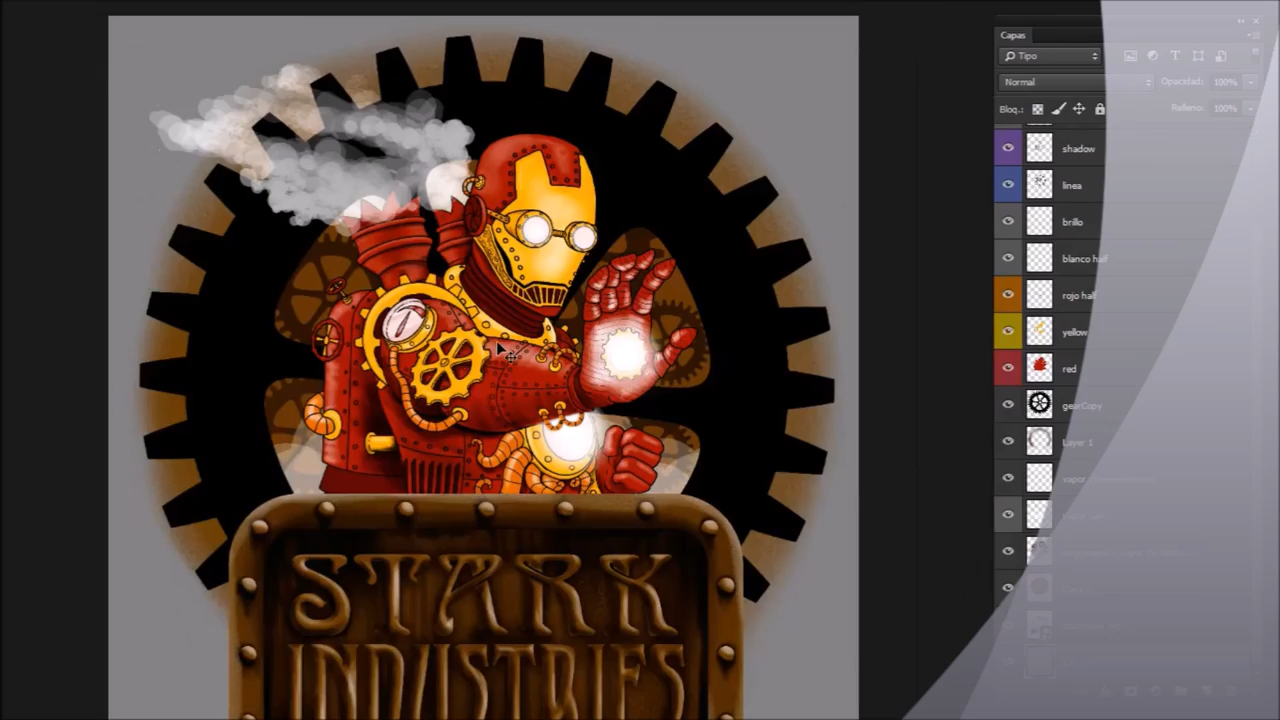 Capas
Tipo
Normal
Opacidad: 100%
Bloq.:
Relleno: 100%
shadow
linea
brillo
blanco half
rojo half
yellow
red
gearCopy
Layer 1
vapor
STARK
INDUSTRIES